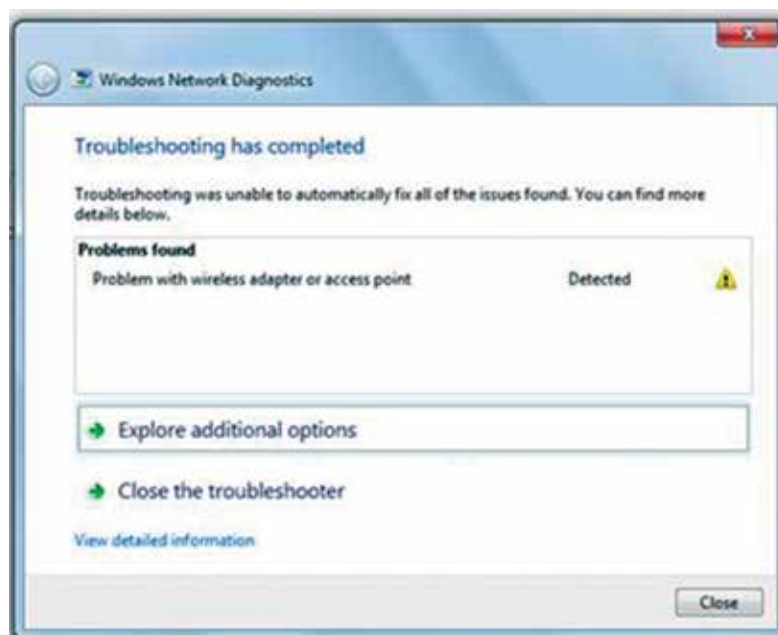 Windows Network Diagnostics
Troubleshooting has completed
Troubleshooting was unable to automatically fix all of the issues found. You can find more
details below.
Problems found
Problem with wireless adapter or access point Detected
Explore additional options
Close the troubleshooter
View detailed information
Close